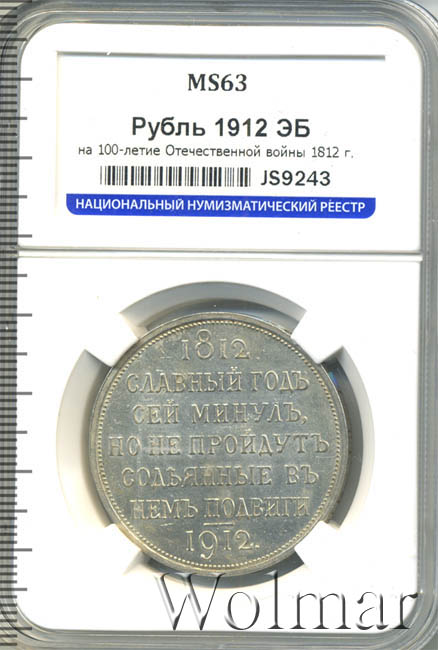 MS63
Рубль 1912 ЭБ
на 100-летие Отечественной войны 1812 г.
JS9243
НАЦИОНАЛЬНЫЙ НУМИЗМАТИЧЕСКИЙ РЕЕСТР
1812
СЛАВНЫЙ ГОДЪ
СЕЙ МИНУЛЪ,
НО НЕ ПРОЙДУТЪ
СОДѢЯННЫЕ ВЪ
НЕМЪ ПОДВИГИ
1912.
Wolmar